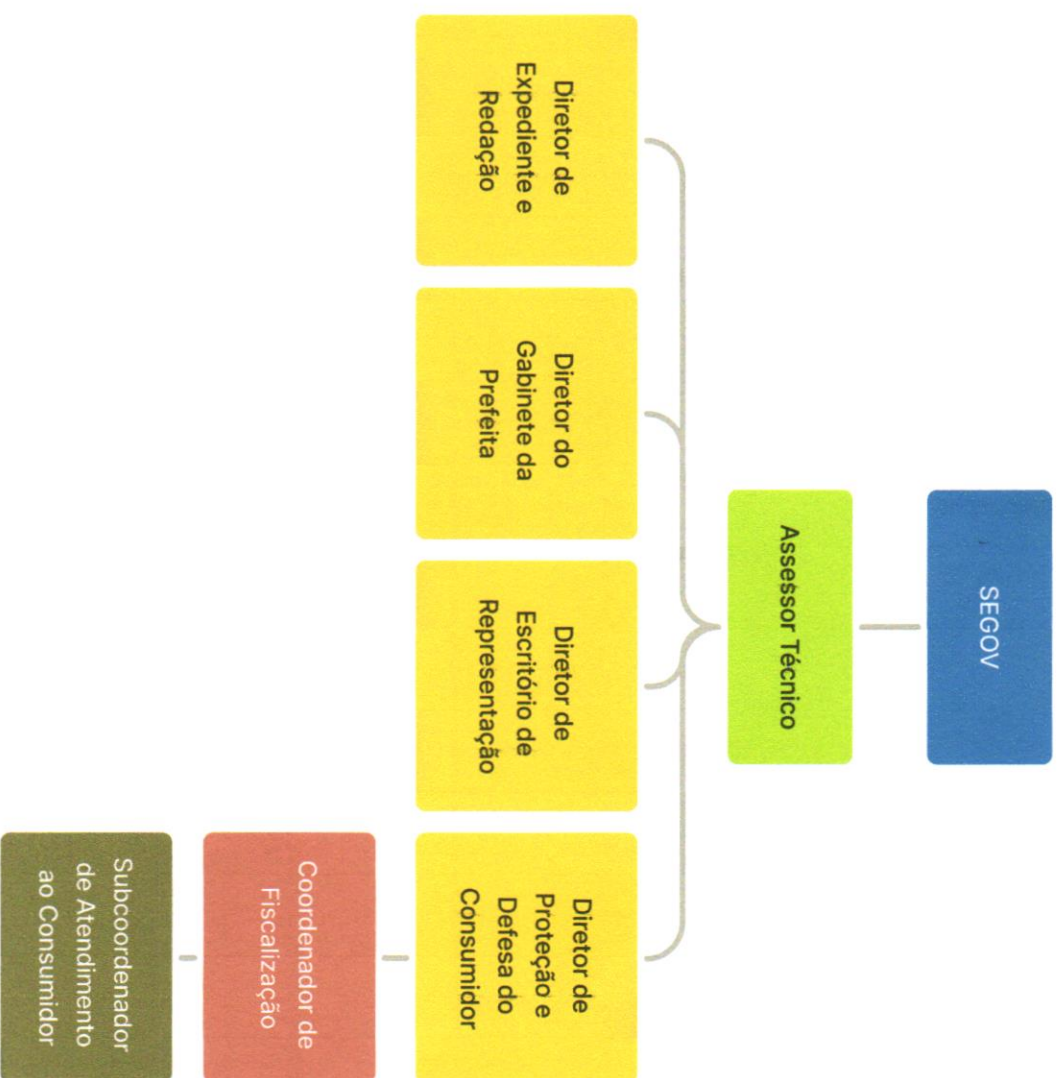 SEGOV
Assessor Técnico
Diretor de
Expediente e
Redação
Diretor do
Gabinete da
Prefeita
Diretor de
Escritório de
Representação
Diretor de
Proteção e
Defesa do
Consumidor
Coordenador de
Fiscalização
Subcoordenador
de Atendimento
ao Consumidor